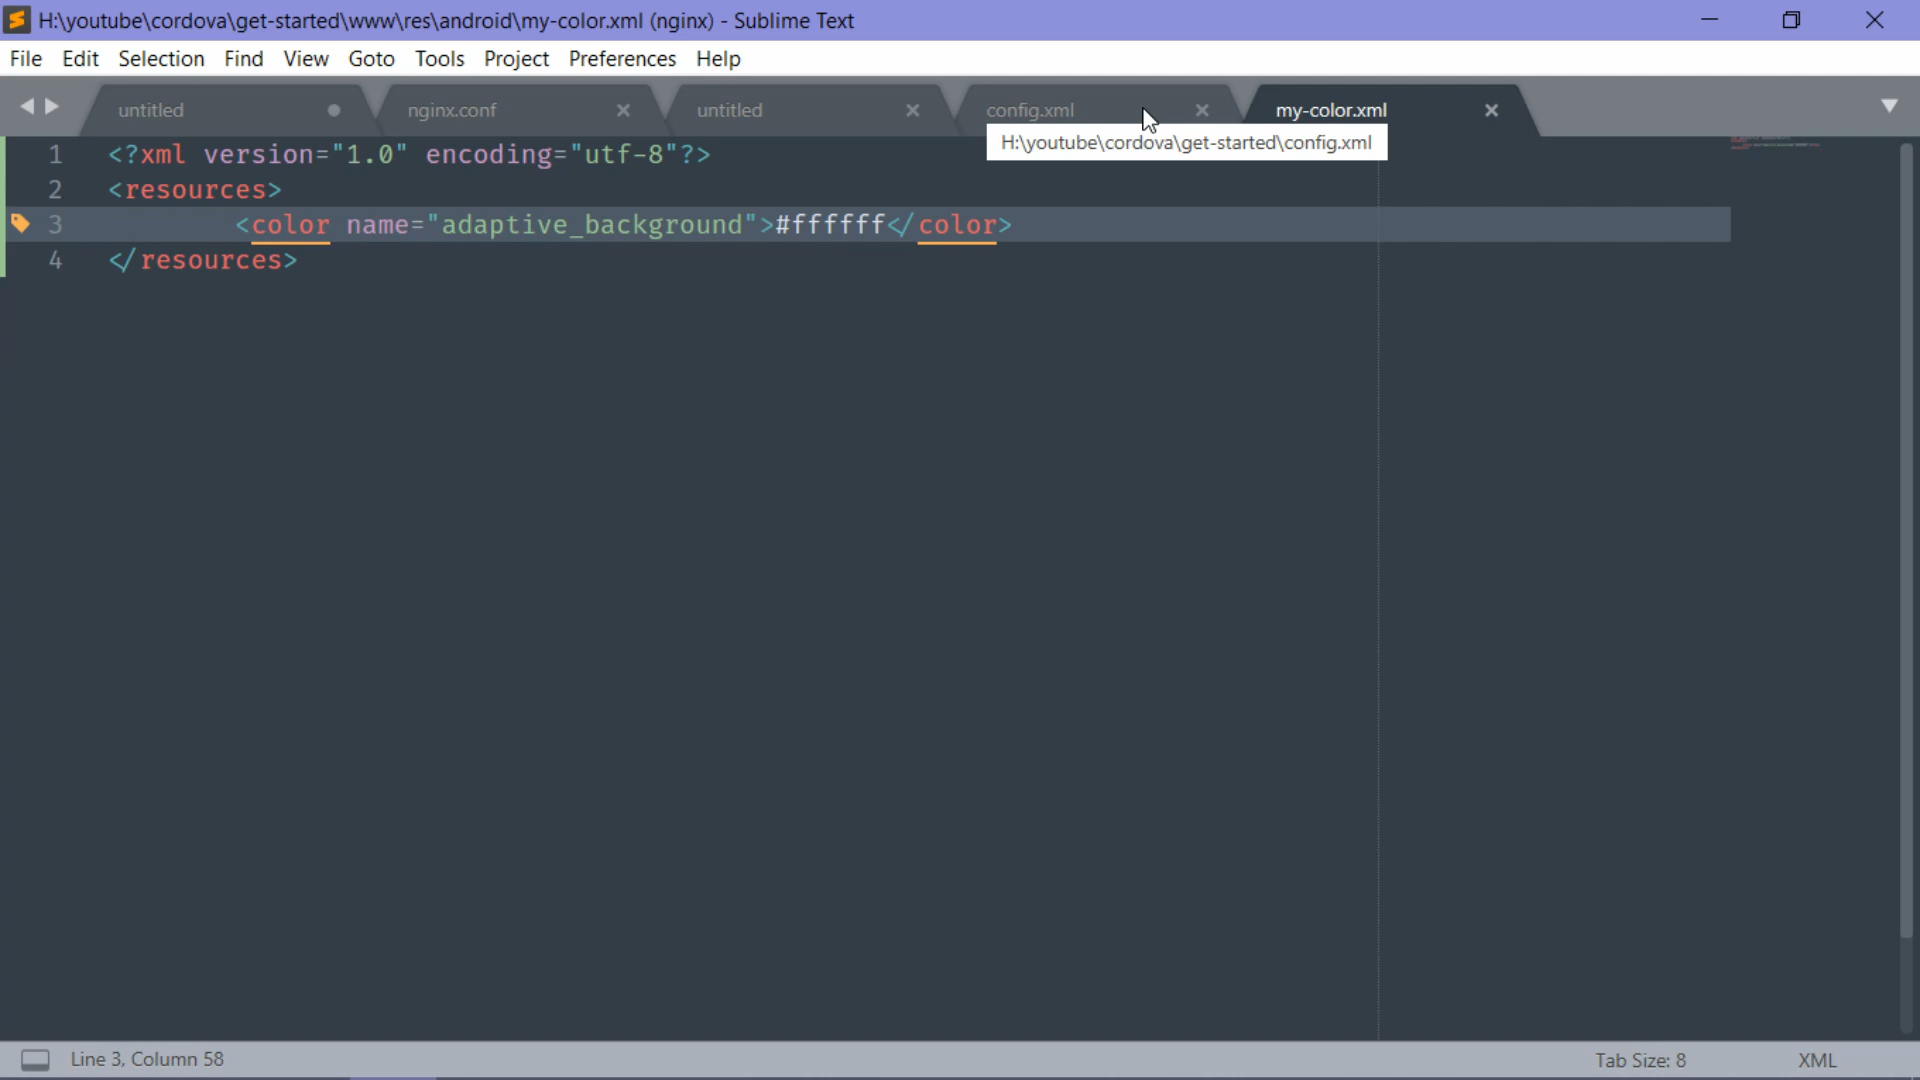 H:\youtube\cordova\get-started\www\res\android\my-color.xml (nginx) - Sublime Text
File Edit Selection Find View Goto Tools Project Preferences Help
untitled nginx.conf untitled config.xml my-color.xml
H:\youtube\cordova\get-started\config.xml
1 <?xml version="1.0" encoding="utf-8"?>
2 <resources>
3 <color name="adaptive_background">#ffffff</color>
4 </resources>
Line 3, Column 58 Tab Size: 8 XML